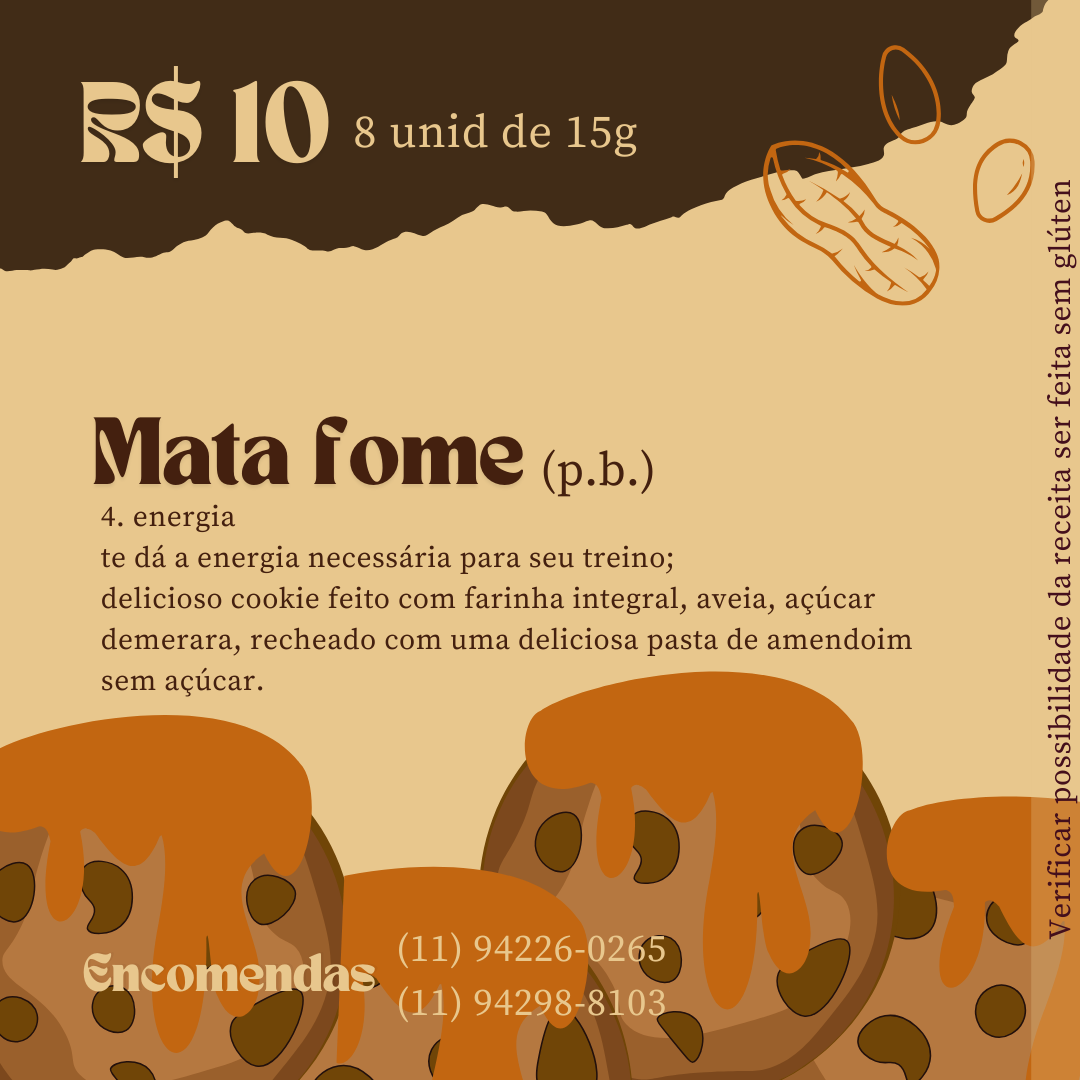 R$ 10 8 unid de 15g
Mata fome (p.b.)
4. energia
te dá a energia necessária para seu treino;
delicioso cookie feito com farinha integral, aveia, açúcar
demerara, recheado com uma deliciosa pasta de amendoim
sem açúcar.
Encomendas
(11) 94226-0265
(11) 94298-8103
Verificar possibilidade da receita ser feita sem glúten